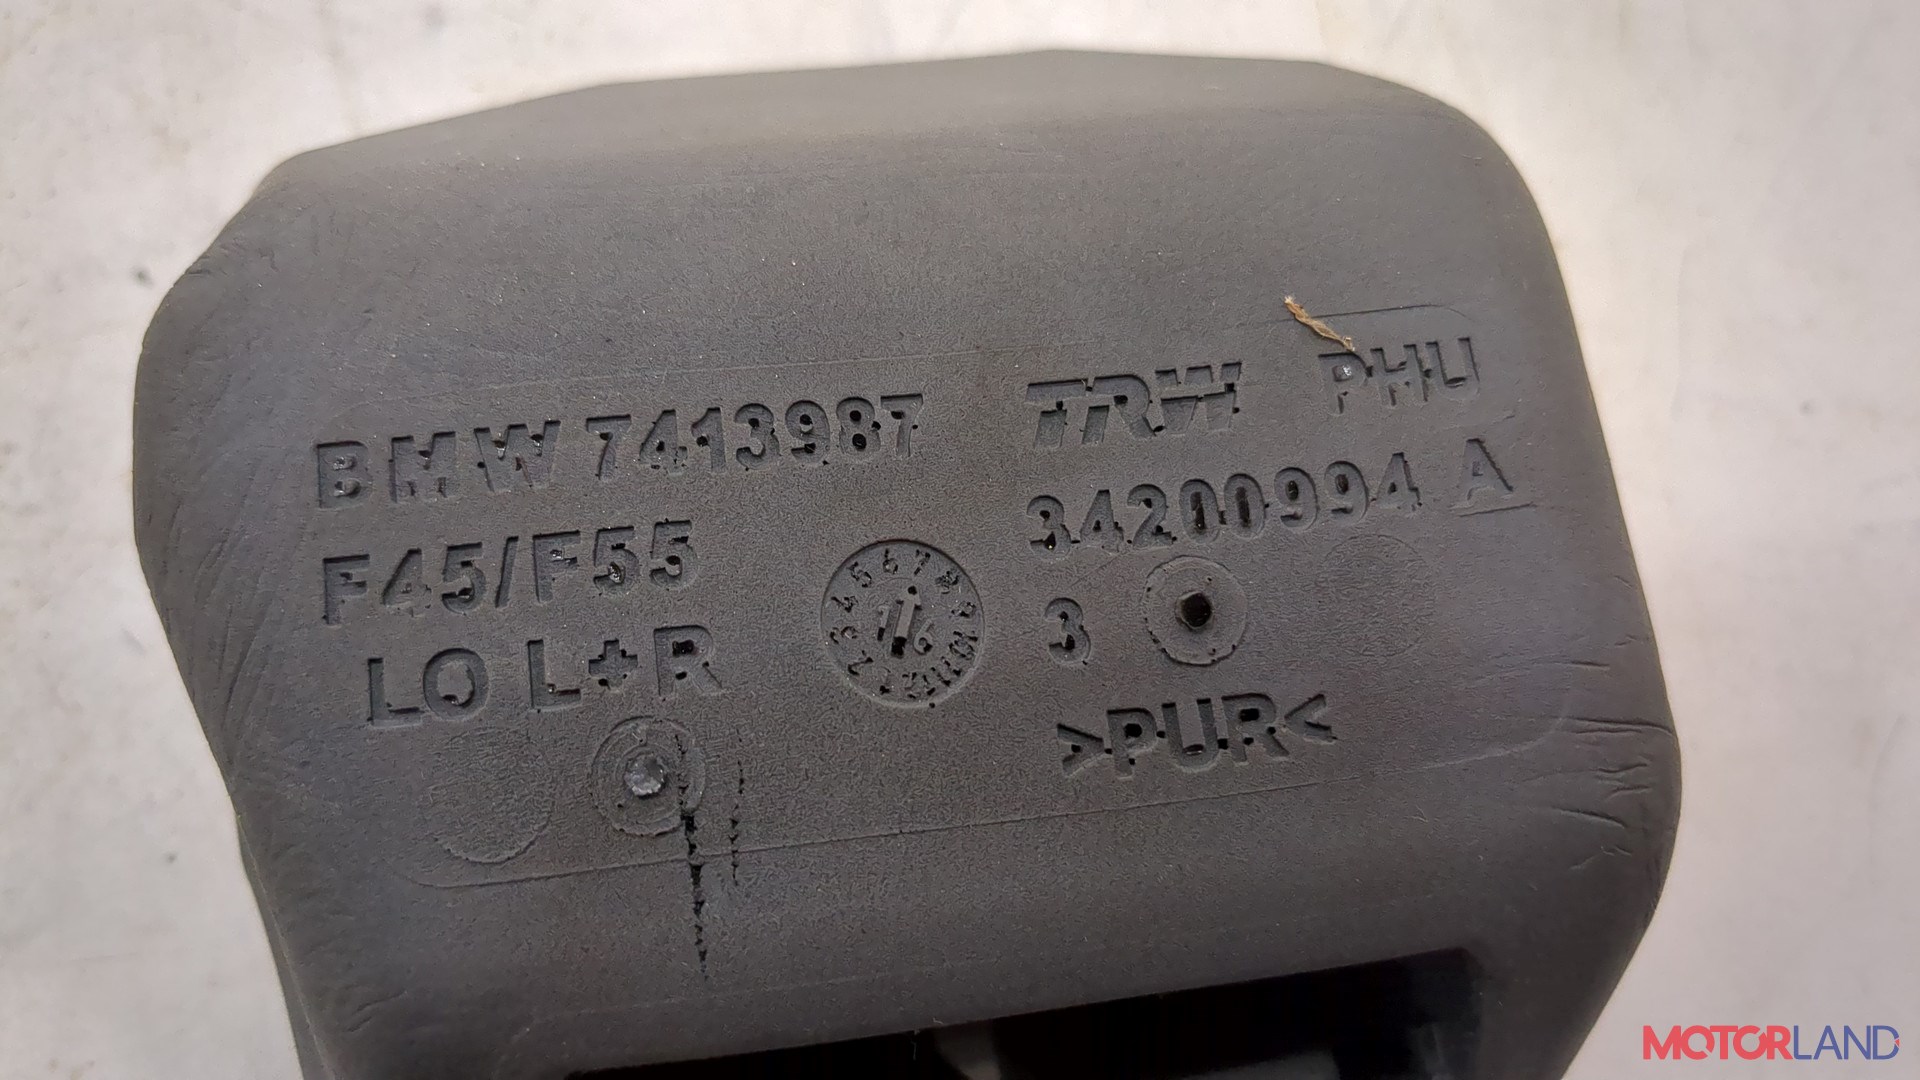 BMW 7413987
F45/F55
LO L+R
TRW PHU
34200994 A
3
>PUR<
MOTORLAND